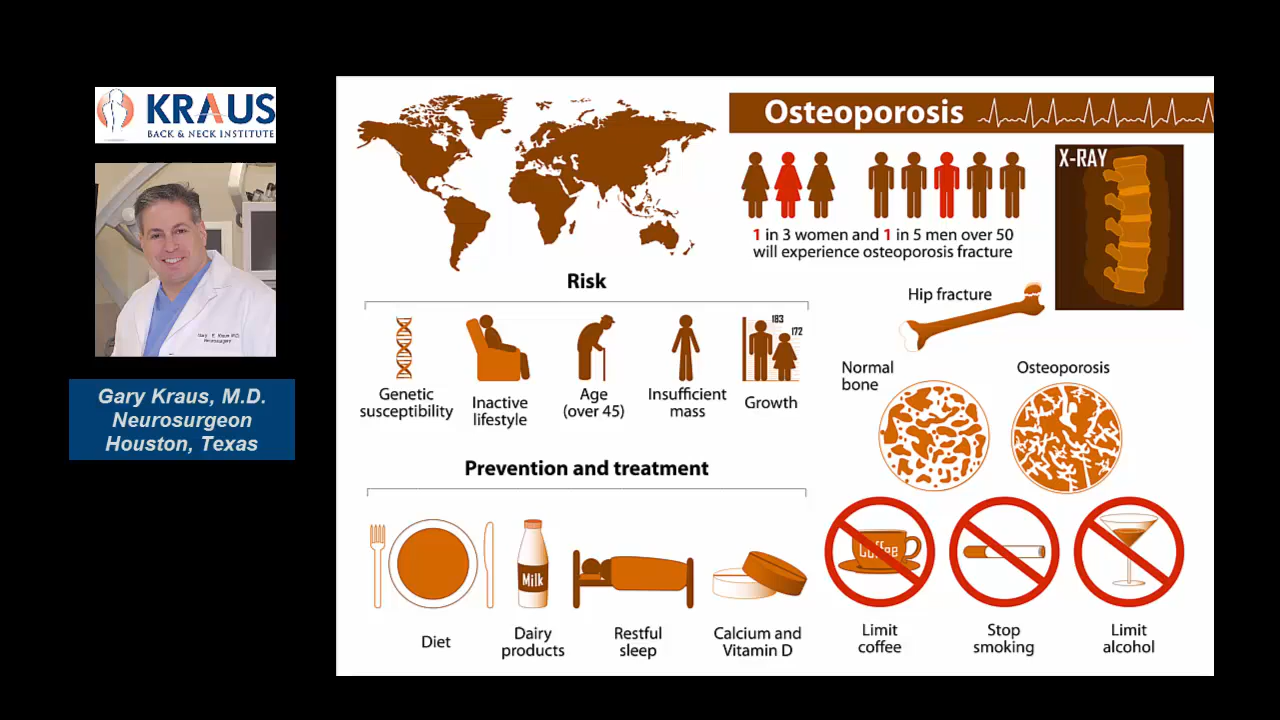 KRAUS
BACK & NECK INSTITUTE
Gary E. Kraus M.D.
Neurosurgery
Gary Kraus, M.D.
Neurosurgeon
Houston, Texas
Osteoporosis
X-RAY
1 in 3 women and 1 in 5 men over 50
will experience osteoporosis fracture
Risk
183
172
Genetic
susceptibility
Inactive
lifestyle
Age
(over 45)
Insufficient
mass
Growth
Hip fracture
Normal
bone
Osteoporosis
Prevention and treatment
Milk
Coffee
Diet
Dairy
products
Restful
sleep
Calcium and
Vitamin D
Limit
coffee
Stop
smoking
Limit
alcohol